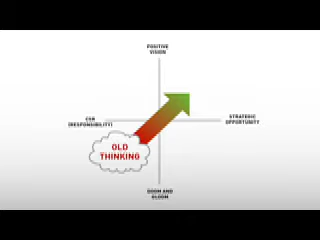 POSITIVE
VISION
CSR
(RESPONSIBILITY)
STRATEGIC
OPPORTUNITY
OLD
THINKING
DOOM AND
GLOOM